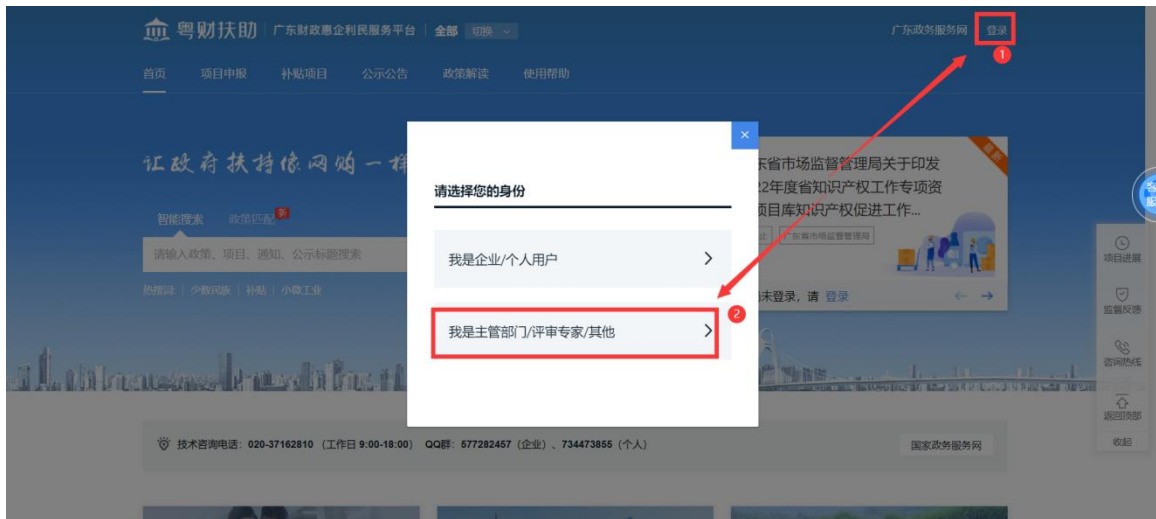 粤财扶助 广东财政惠企利民服务平台 全部 切换 广东政务服务网 登录
1
首页 项目申报 补贴项目 公示公告 政策解读 使用帮助
×
让政府扶持像网购一样
东省市场监督管理局关于印发
22年度省知识产权工作专项资
项目库知识产权促进工作...
请选择您的身份
智能搜索 政策匹配 新
请输入政策、项目、通知、公示标题搜索
广东省市场监督管理局
我是企业/个人用户
项目进展
热搜词: 少数民族 补贴 小微工业
未登录，请 登录
监督反馈
2
我是主管部门/评审专家/其他
咨询热线
返回顶部
技术咨询电话: 020-37162810 (工作日 9:00-18:00) QQ群: 577282457 (企业) 、734473855 (个人)
国家政务服务网
收起